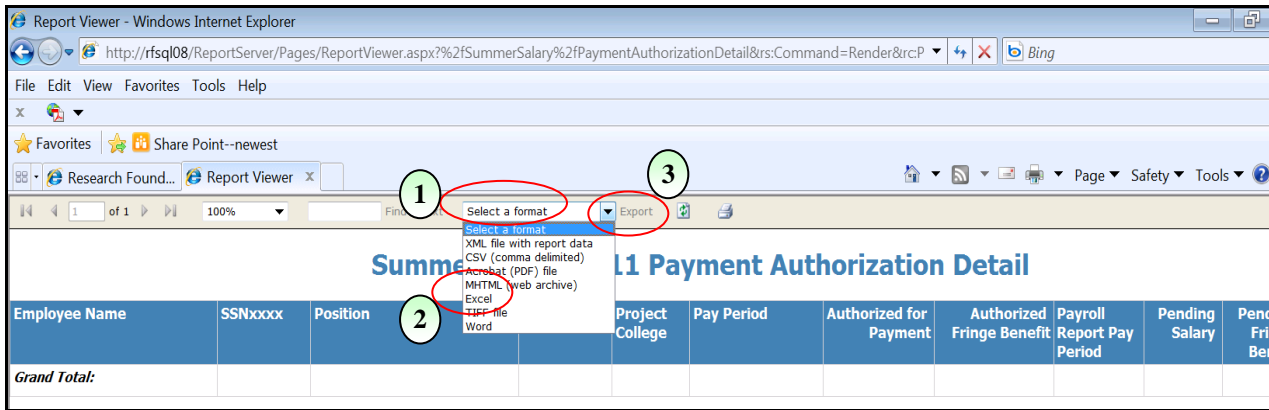 Report Viewer - Windows Internet Explorer
http://rfsql08/ReportServer/Pages/ReportViewer.aspx?%2fSummerSalary%2fPaymentAuthorizationDetail&rs:Command=Render&rc:P
Bing
File Edit View Favorites Tools Help
x
Favorites Share Point--newest
Research Found... Report Viewer x
Page Safety Tools
1 3
1 of 1 100% Find Select a format Export
Select a format
XML file with report data
CSV (comma delimited)
Acrobat (PDF) file
MHTML (web archive)
Excel
TIFF file
Word
2
11 Payment Authorization Detail
Employee Name SSNxxxx Position Project College Pay Period Authorized for Payment Authorized Fringe Benefit Payroll Report Pay Period Pending Salary
Grand Total: